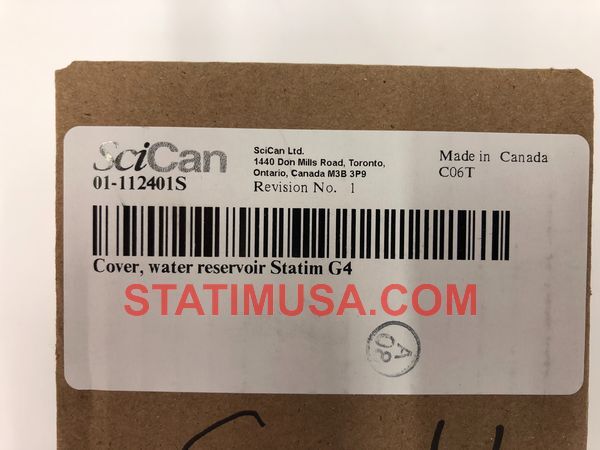 SciCan
01-112401S
SciCan Ltd.
1440 Don Mills Road, Toronto,
Ontario, Canada M3B 3P9
Revision No. 1
Made in Canada
C06T
Cover, water reservoir Statim G4
STATIMUSA.COM
A
08